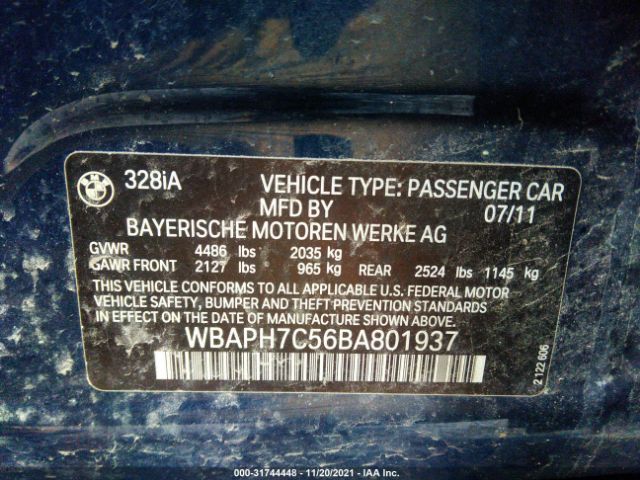 BMW
328iA
VEHICLE TYPE: PASSENGER CAR
MFD BY 07/11
BAYERISCHE MOTOREN WERKE AG
GVWR 4486 lbs 2035 kg
GAWR FRONT 2127 lbs 965 kg REAR 2524 lbs 1145 kg
THIS VEHICLE CONFORMS TO ALL APPLICABLE U.S. FEDERAL MOTOR
VEHICLE SAFETY, BUMPER AND THEFT PREVENTION STANDARDS
IN EFFECT ON THE DATE OF MANUFACTURE SHOWN ABOVE.
WBAPH7C56BA801937
2 122 606
000-31744448 - 11/20/2021 - IAA Inc.